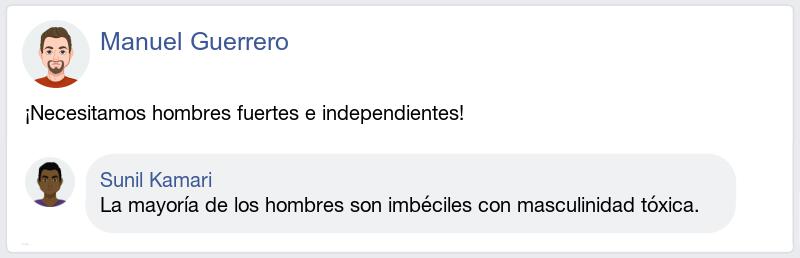 Manuel Guerrero
¡Necesitamos hombres fuertes e independientes!
Sunil Kamari
La mayoría de los hombres son imbéciles con masculinidad tóxica.